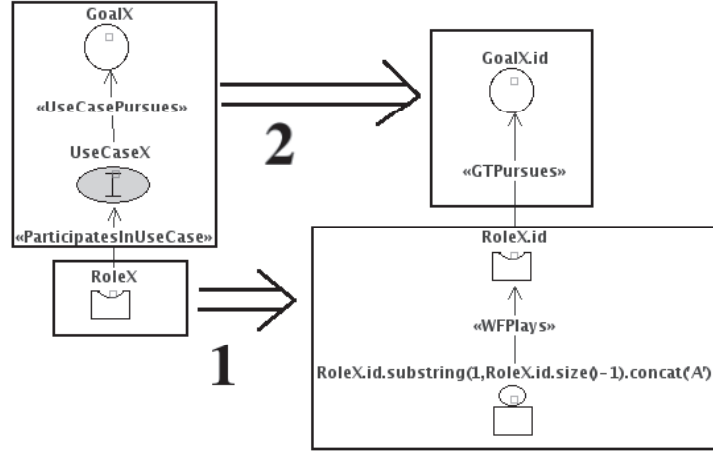 GoalX
«UseCasePursues»
UseCaseX
«ParticipatesInUseCase»
RoleX
2
1
GoalX.id
«GTPursues»
RoleX.id
«WFPlays»
RoleX.id.substring(1,RoleX.id.size()-1).concat('A')